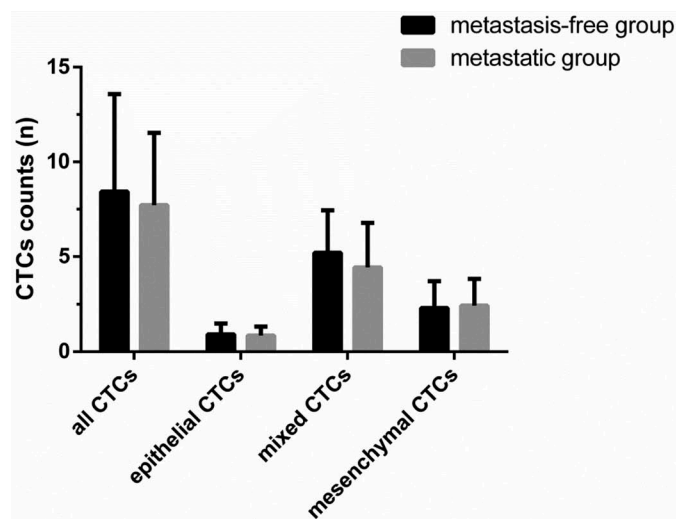 metastasis-free group
metastatic group
CTCs counts (n)
15
10
5
0
all CTCs
epithelial CTCs
mixed CTCs
mesenchymal CTCs